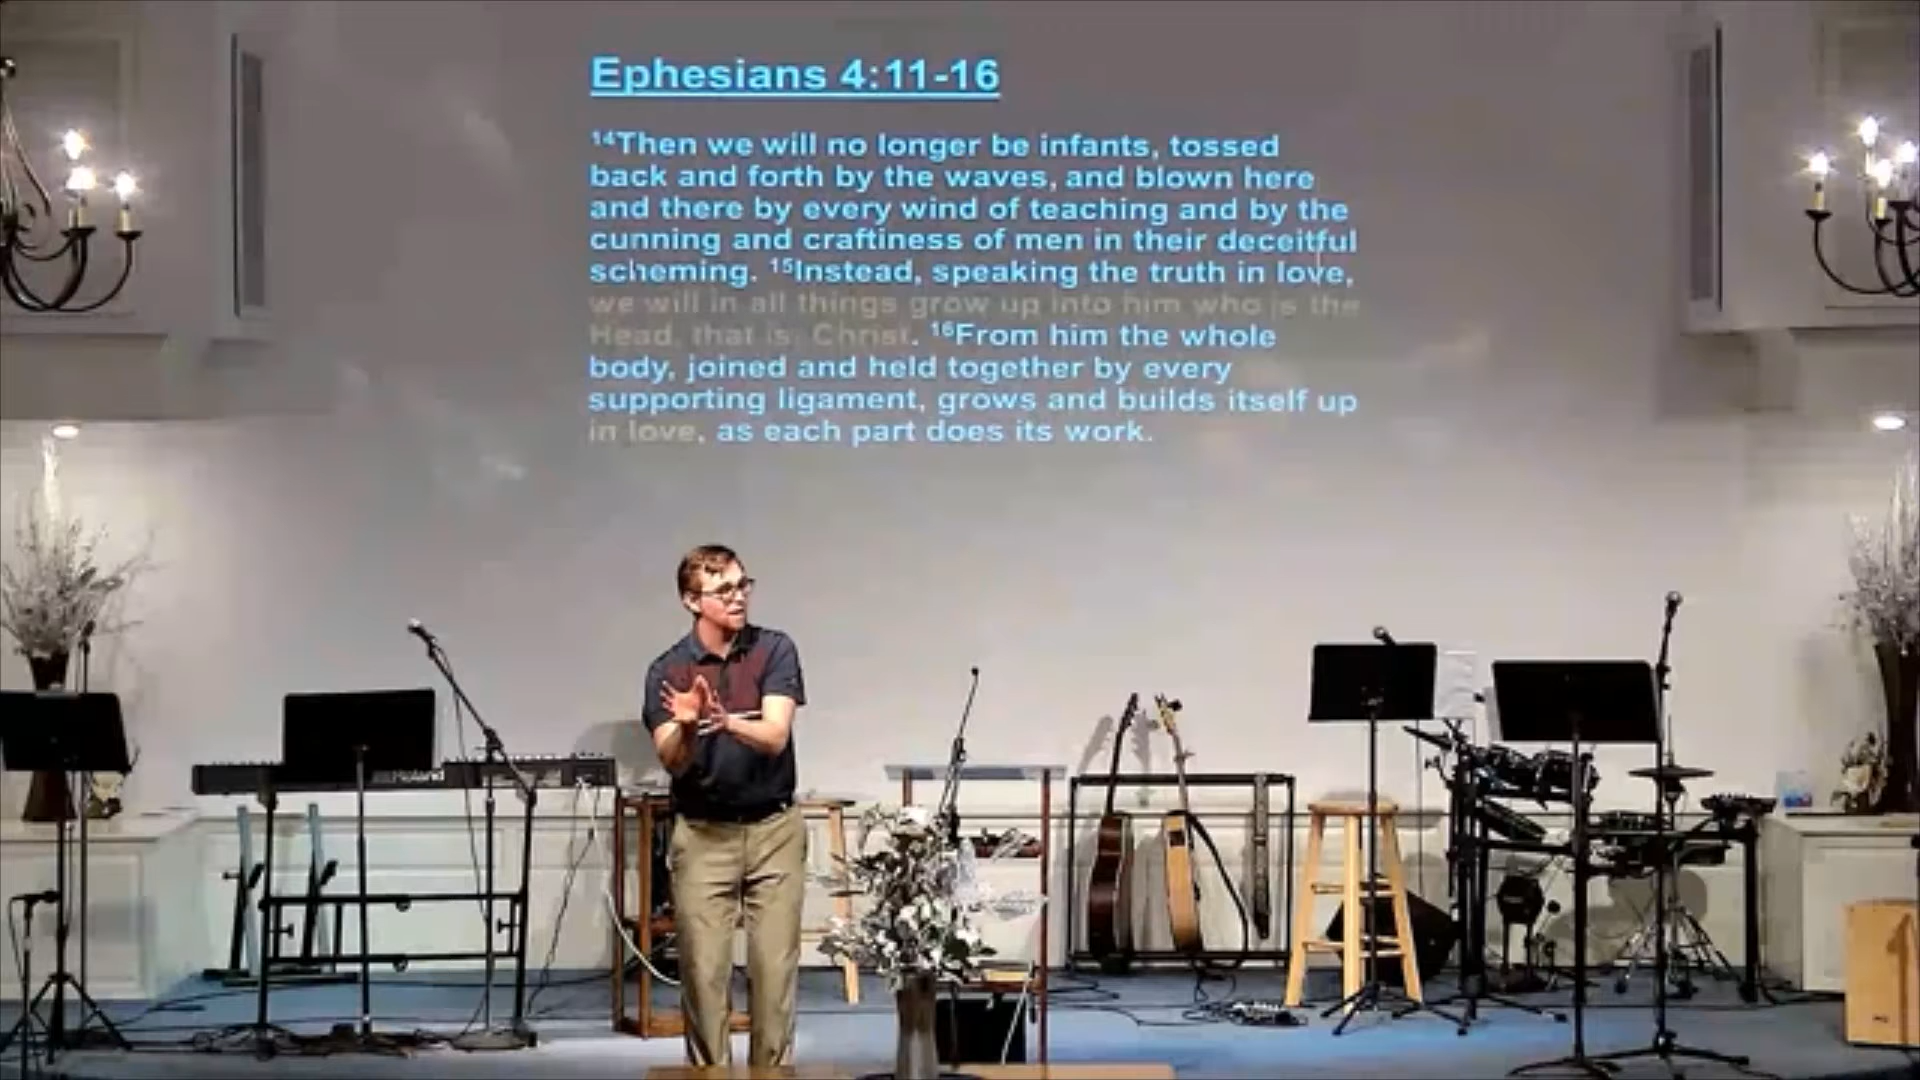 Ephesians 4:11-16
¹⁴Then we will no longer be infants, tossed
back and forth by the waves, and blown here
and there by every wind of teaching and by the
cunning and craftiness of men in their deceitful
scheming. ¹⁵Instead, speaking the truth in love,
we will in all things grow up into him who is the
Head, that is, Christ. ¹⁶From him the whole
body, joined and held together by every
supporting ligament, grows and builds itself up
in love, as each part does its work.
Roland